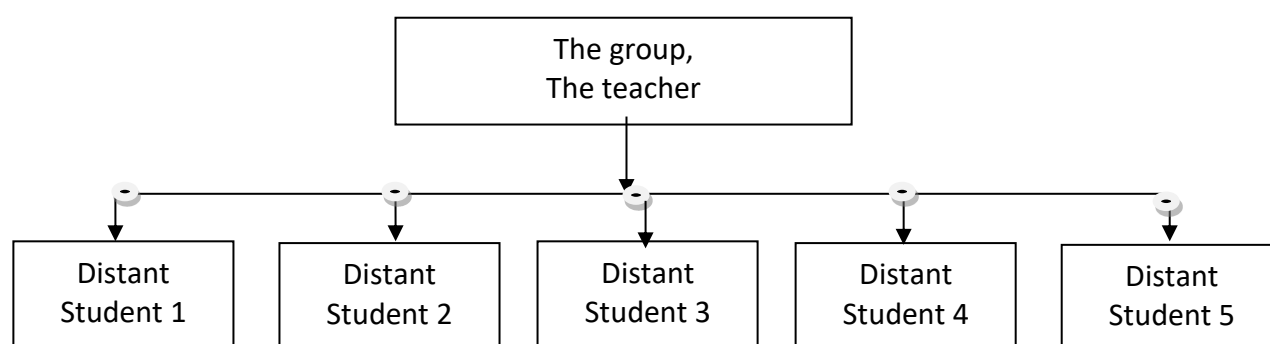 The group,
The teacher
Distant
Student 1
Distant
Student 2
Distant
Student 3
Distant
Student 4
Distant
Student 5